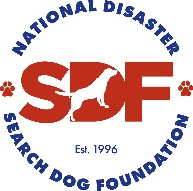 NATIONAL DISASTER
SDF
Est. 1996
SEARCH DOG FOUNDATION